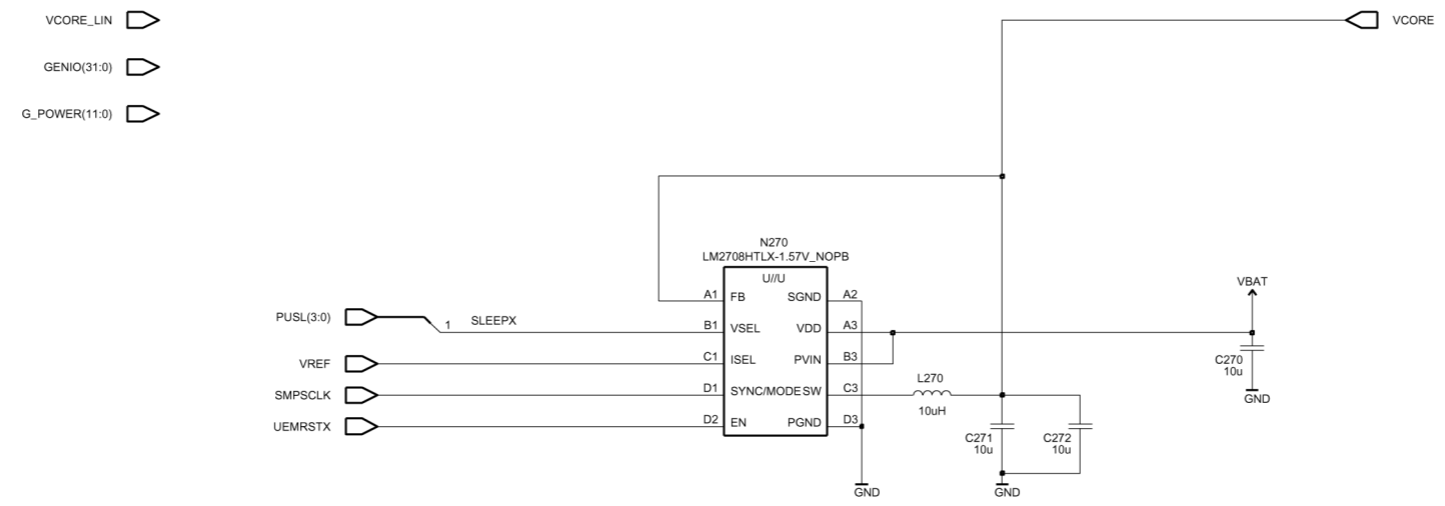 VCORE_LIN
VCORE
GENIO(31:0)
G_POWER(11:0)
N270
LM2708HTLX-1.57V_NOPB
U//U
VBAT
A1 FB SGND A2
PUSL(3:0) 1 SLEEPX B1 VSEL VDD A3
VREF C1 ISEL PVIN B3
C270
10u
GND
L270
SMPSCLK D1 SYNC/MODE SW C3
10uH
UEMRSTX D2 EN PGND D3
C271 C272
10u 10u
GND GND